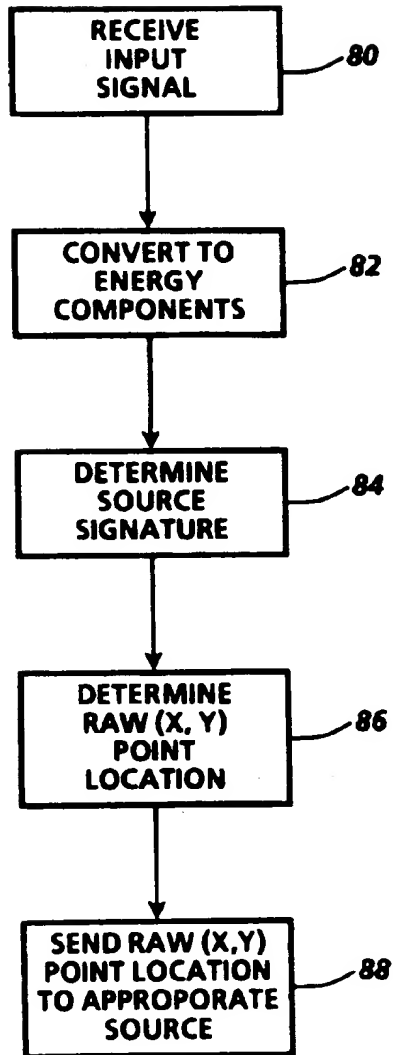 RECEIVE
INPUT
SIGNAL
80
CONVERT TO
ENERGY
COMPONENTS
82
DETERMINE
SOURCE
SIGNATURE
84
DETERMINE
RAW (X, Y)
POINT
LOCATION
86
SEND RAW (X,Y)
POINT LOCATION
TO APPROPORATE
SOURCE
88